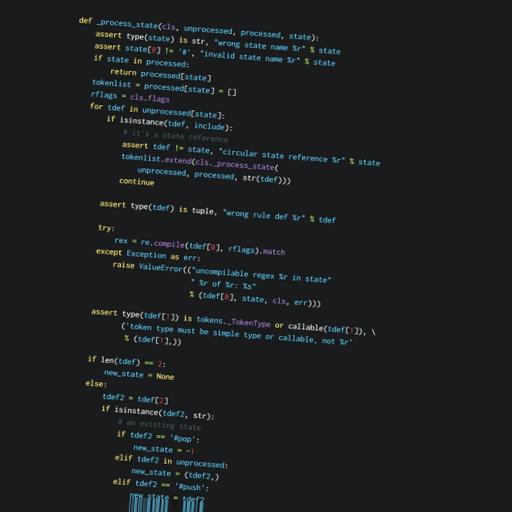 def _process_state(cls, unprocessed, processed, state):
assert type(state) is str, "wrong state name %r" % state
assert state[0] != '#', "invalid state name %r" % state
if state in processed:
return processed[state]
tokenlist = processed[state] = []
rflags = cls.flags
for tdef in unprocessed[state]:
if isinstance(tdef, include):
# it's a state reference
assert tdef != state, "circular state reference %r" % state
tokenlist.extend(cls._process_state(
unprocessed, processed, str(tdef)))
continue
assert type(tdef) is tuple, "wrong rule def %r" % tdef
try:
rex = re.compile(tdef[0], rflags).match
except Exception as err:
raise ValueError(("uncompilable regex %r in state"
" %r of %r: %s"
% (tdef[0], state, cls, err)))
assert type(tdef[1]) is tokens._TokenType or callable(tdef[1]), \
('token type must be simple type or callable, not %r'
% (tdef[1],))
if len(tdef) == 2:
new_state = None
else:
tdef2 = tdef[2]
if isinstance(tdef2, str):
# an existing state
if tdef2 == '#pop':
new_state = -1
elif tdef2 in unprocessed:
new_state = (tdef2,)
elif tdef2 == '#push':
new_state = tdef2